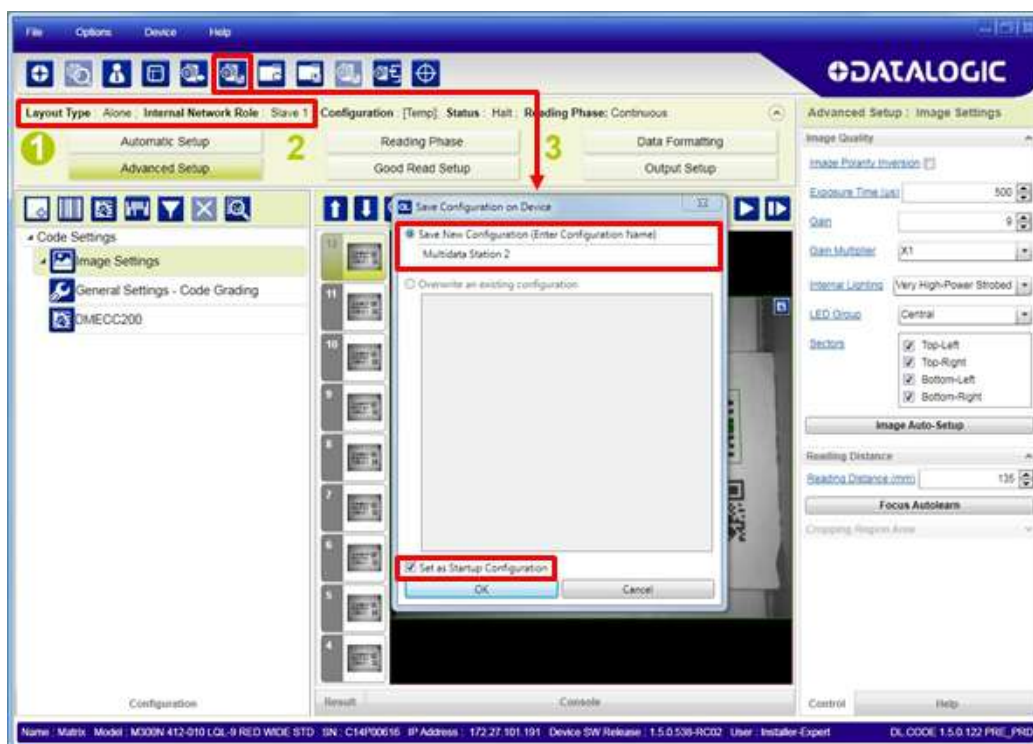 File Options Device Help
DATALOGIC
Layout Type Alone Internal Network Role Slave 1 Configuration : [Temp] Status : Halt Reading Phase: Continuous
1 Automatic Setup 2 Reading Phase 3 Data Formatting
Advanced Setup Good Read Setup Output Setup
Code Settings
Image Settings
General Settings - Code Grading
DMECC200
Configuration
12
11
10
9
8
7
6
5
4
Save Configuration on Device
Save New Configuration (Enter Configuration Name)
Multidata Station 2
Overwrite an existing configuration
Set as Startup Configuration
OK Cancel
Result Console
Advanced Setup : Image Settings
Image Quality
Image Polarity Inversion
Exposure Time (us) 500
Gain 9
Gain Multiplier X1
Internal Lighting Very High-Power Strobed
LED Group Central
Sectors Top-Left
Top-Right
Bottom-Left
Bottom-Right
Image Auto-Setup
Reading Distance
Reading Distance (mm) 135
Focus Autolearn
Cropping Region Area
Control Help
Name : Matrix Model : M300N 412-010 LQL-9 RED WIDE STD SN : C14P00616 IP Address : 172.27.101.191 Device SW Release : 1.5.0.538-RC02 User : Installer-Expert DL.CODE 1.5.0.122 PRE_PRE